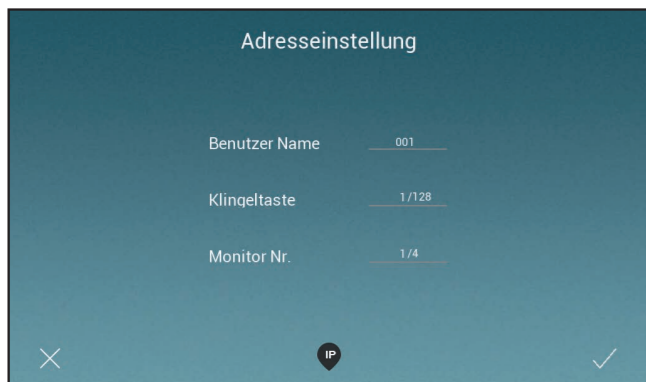 Adresseinstellung
Benutzer Name 001
Klingeltaste 1/128
Monitor Nr. 1/4
IP